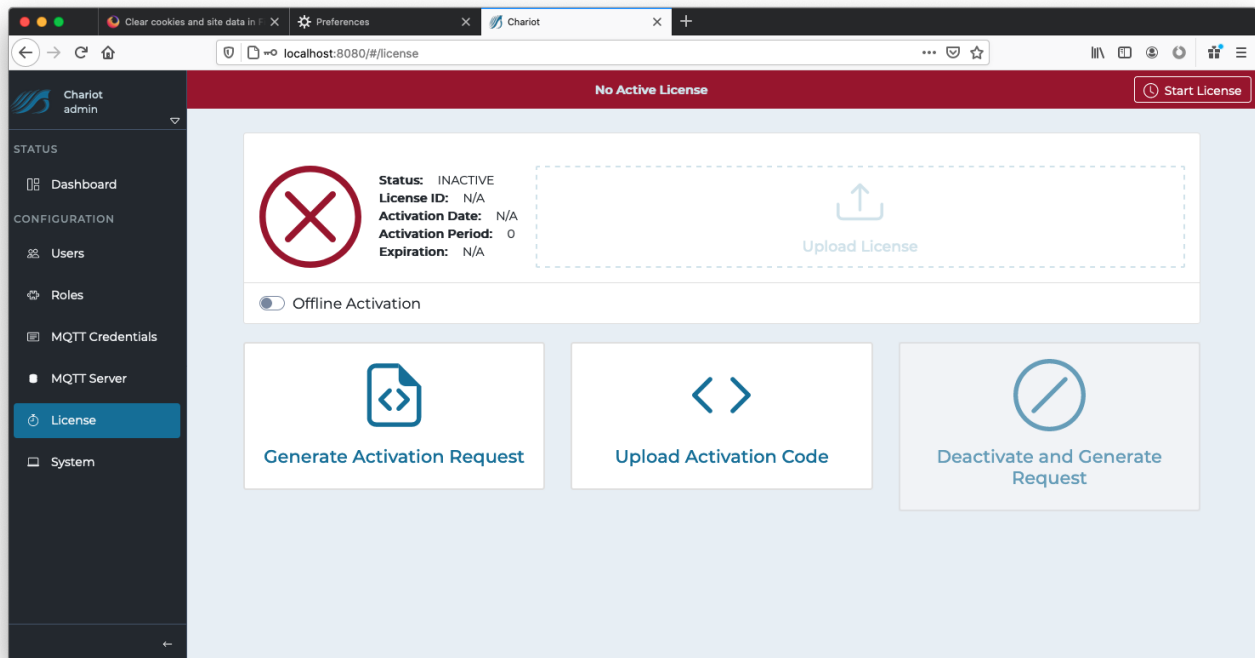 Clear cookies and site data in F
Preferences
Chariot
localhost:8080/#/license
Chariot
admin
No Active License
Start License
STATUS
Dashboard
CONFIGURATION
Users
Roles
MQTT Credentials
MQTT Server
License
System
Status: INACTIVE
License ID: N/A
Activation Date: N/A
Activation Period: 0
Expiration: N/A
Upload License
Offline Activation
Generate Activation Request
Upload Activation Code
Deactivate and Generate
Request